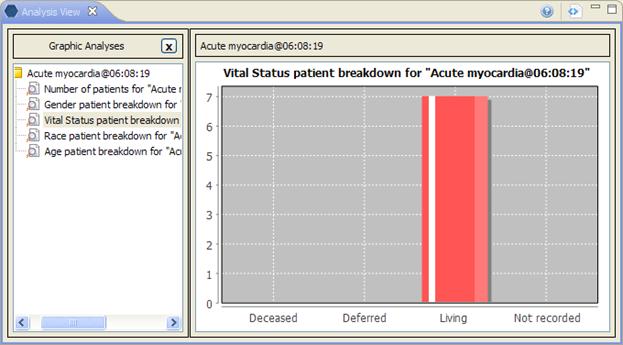 Analysis View
Graphic Analyses
x
Acute myocardia@06:08:19
Number of patients for "Acute
Gender patient breakdown for
Vital Status patient breakdown
Race patient breakdown for "A
Age patient breakdown for "Ac
Acute myocardia@06:08:19
Vital Status patient breakdown for "Acute myocardia@06:08:19"
7
6
5
4
3
2
1
0
Deceased Deferred Living Not recorded